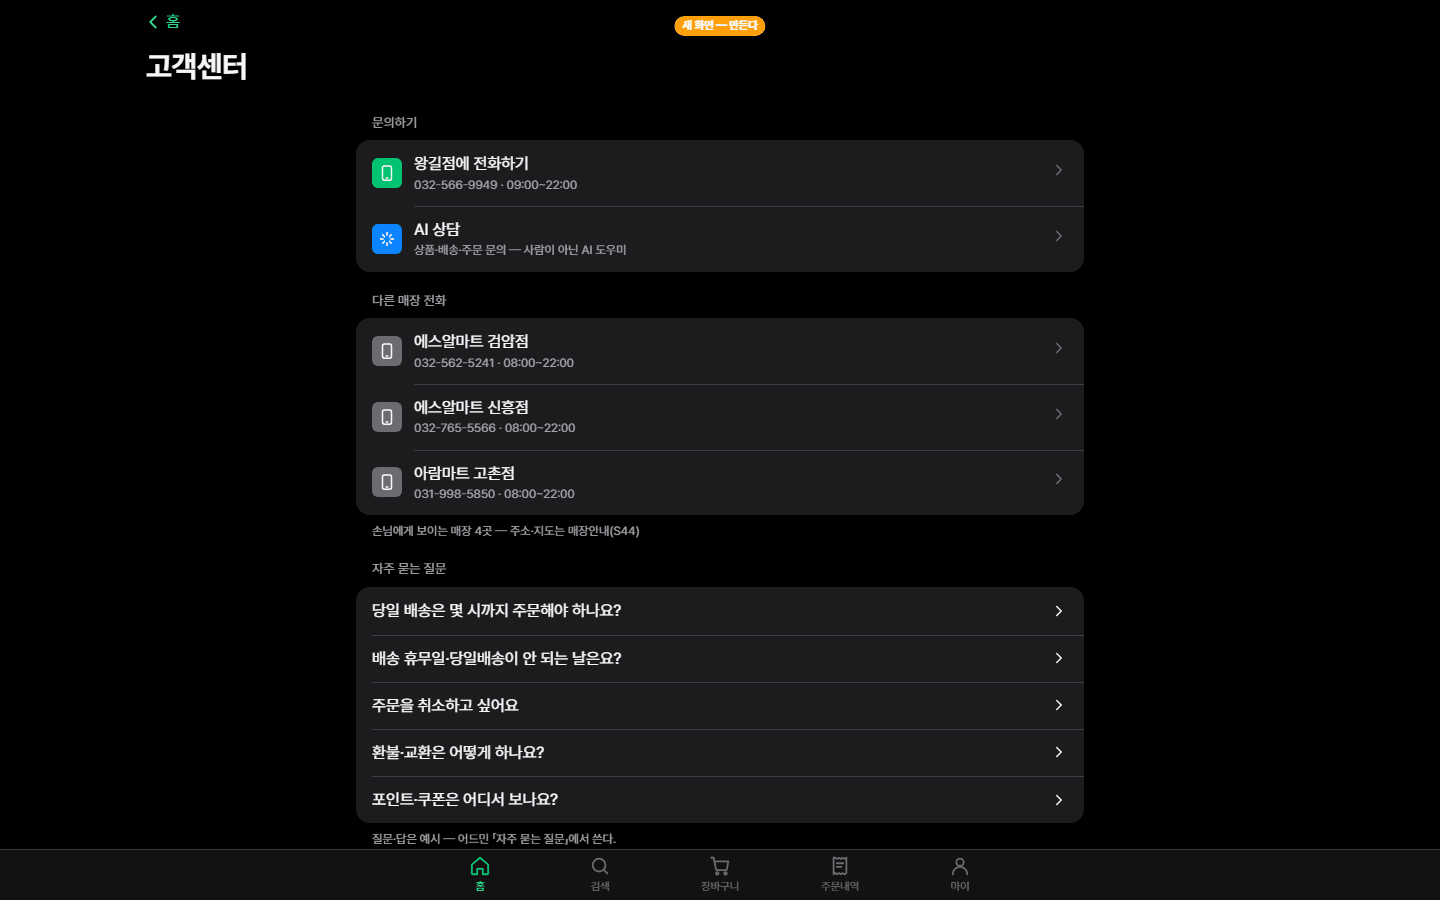 홈
새 화면 — 만든다
고객센터
문의하기
왕길점에 전화하기
032-566-9949 · 09:00~22:00
AI 상담
상품·배송·주문 문의 — 사람이 아닌 AI 도우미
다른 매장 전화
에스알마트 검암점
032-562-5241 · 08:00~22:00
에스알마트 신흥점
032-765-5566 · 08:00~22:00
아람마트 고촌점
031-998-5850 · 08:00~22:00
손님에게 보이는 매장 4곳 — 주소·지도는 매장안내(S44)
자주 묻는 질문
당일 배송은 몇 시까지 주문해야 하나요?
배송 휴무일·당일배송이 안 되는 날은요?
주문을 취소하고 싶어요
환불·교환은 어떻게 하나요?
포인트·쿠폰은 어디서 보나요?
질문·답은 예시 — 어드민 「자주 묻는 질문」에서 쓴다.
홈
검색
장바구니
주문내역
마이